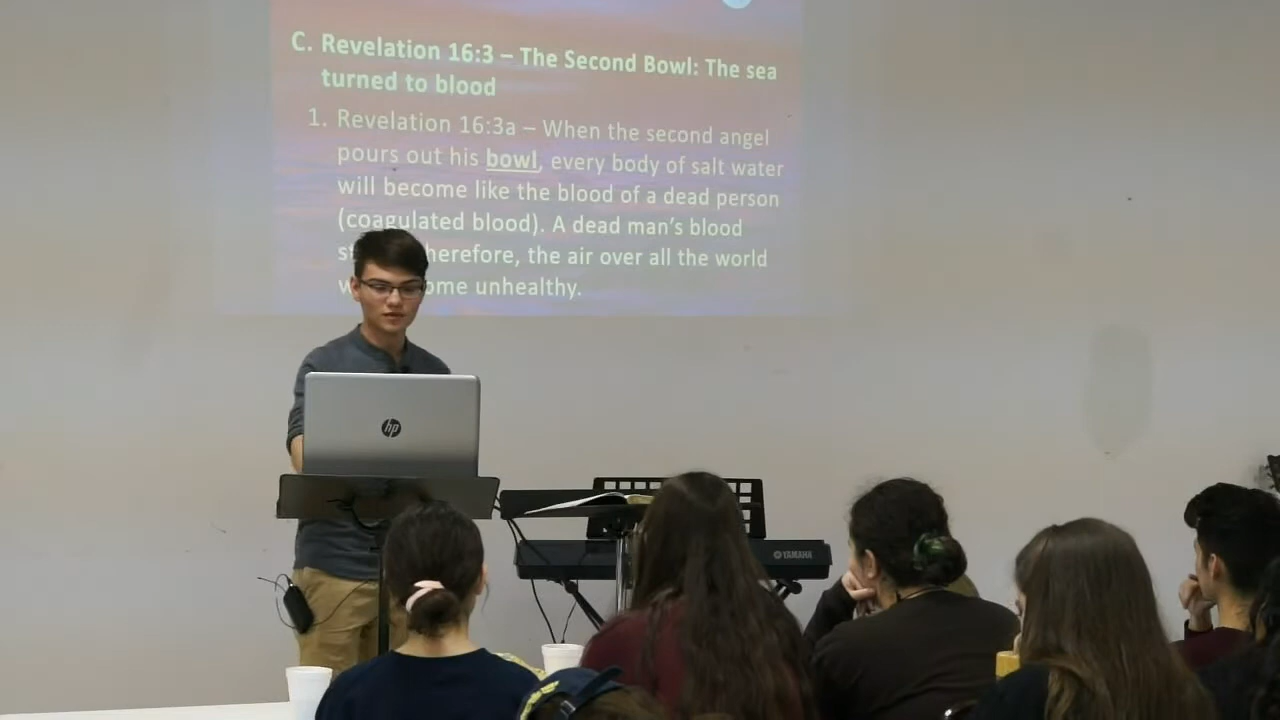 C. Revelation 16:3 – The Second Bowl: The sea
turned to blood
1. Revelation 16:3a – When the second angel
pours out his bowl, every body of salt water
will become like the blood of a dead person
(coagulated blood). A dead man's blood
the air over all the world
unhealthy.
hp
YAMAHA